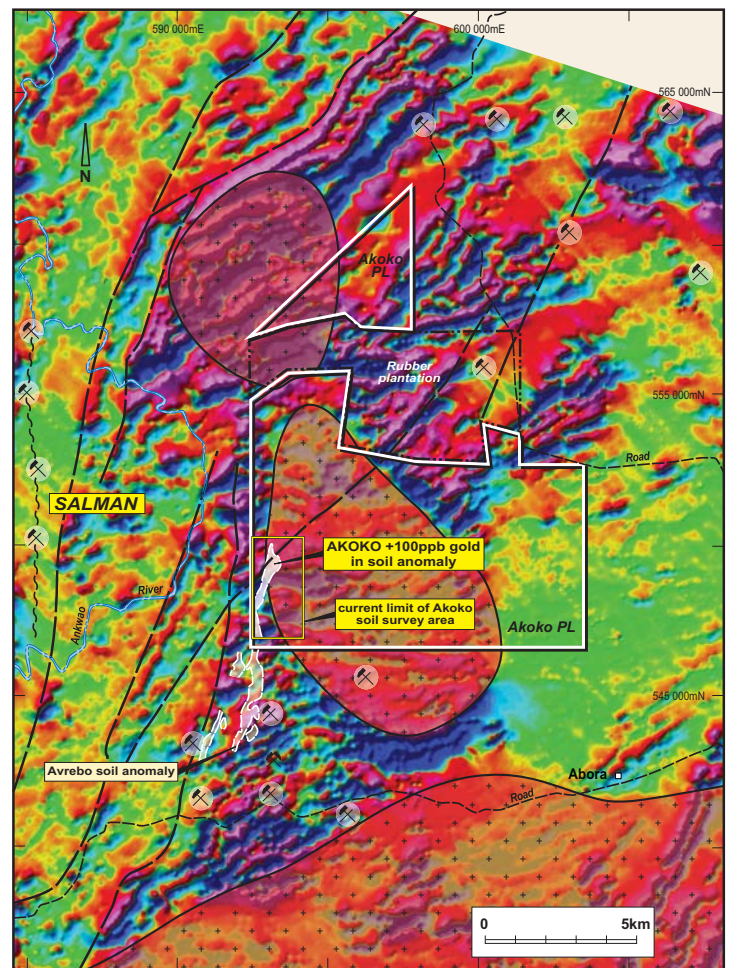 590 000mE
600 000mE
565 000mN
N
Akoko
PL
Rubber
plantation
555 000mN
Road
SALMAN
AKOKO +100ppb gold
in soil anomaly
River
Ankwao
current limit of Akoko
soil survey area
Akoko PL
545 000mN
Avrebo soil anomaly
Abora
Road
0
5km